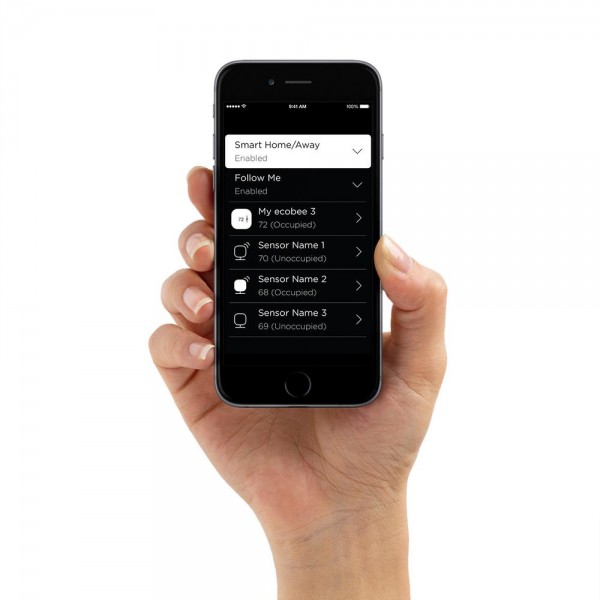 9:41 AM 100%
Smart Home/Away
Enabled
Follow Me
Enabled
72
My ecobee 3
72 (Occupied)
Sensor Name 1
70 (Unoccupied)
Sensor Name 2
68 (Occupied)
Sensor Name 3
69 (Unoccupied)